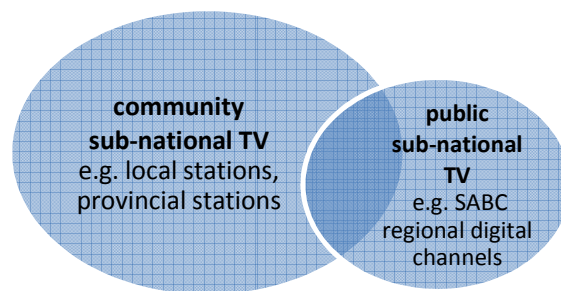 community
sub-national TV
e.g. local stations,
provincial stations
public
sub-national
TV
e.g. SABC
regional digital
channels